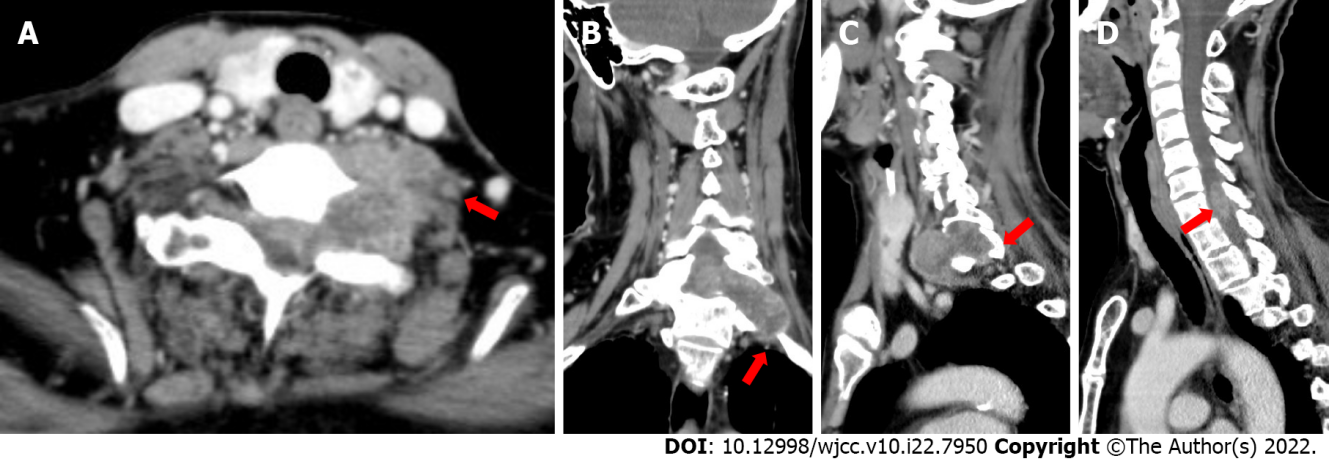 A
B
C
D
DOI: 10.12998/wjcc.v10.i22.7950 Copyright ©The Author(s) 2022.